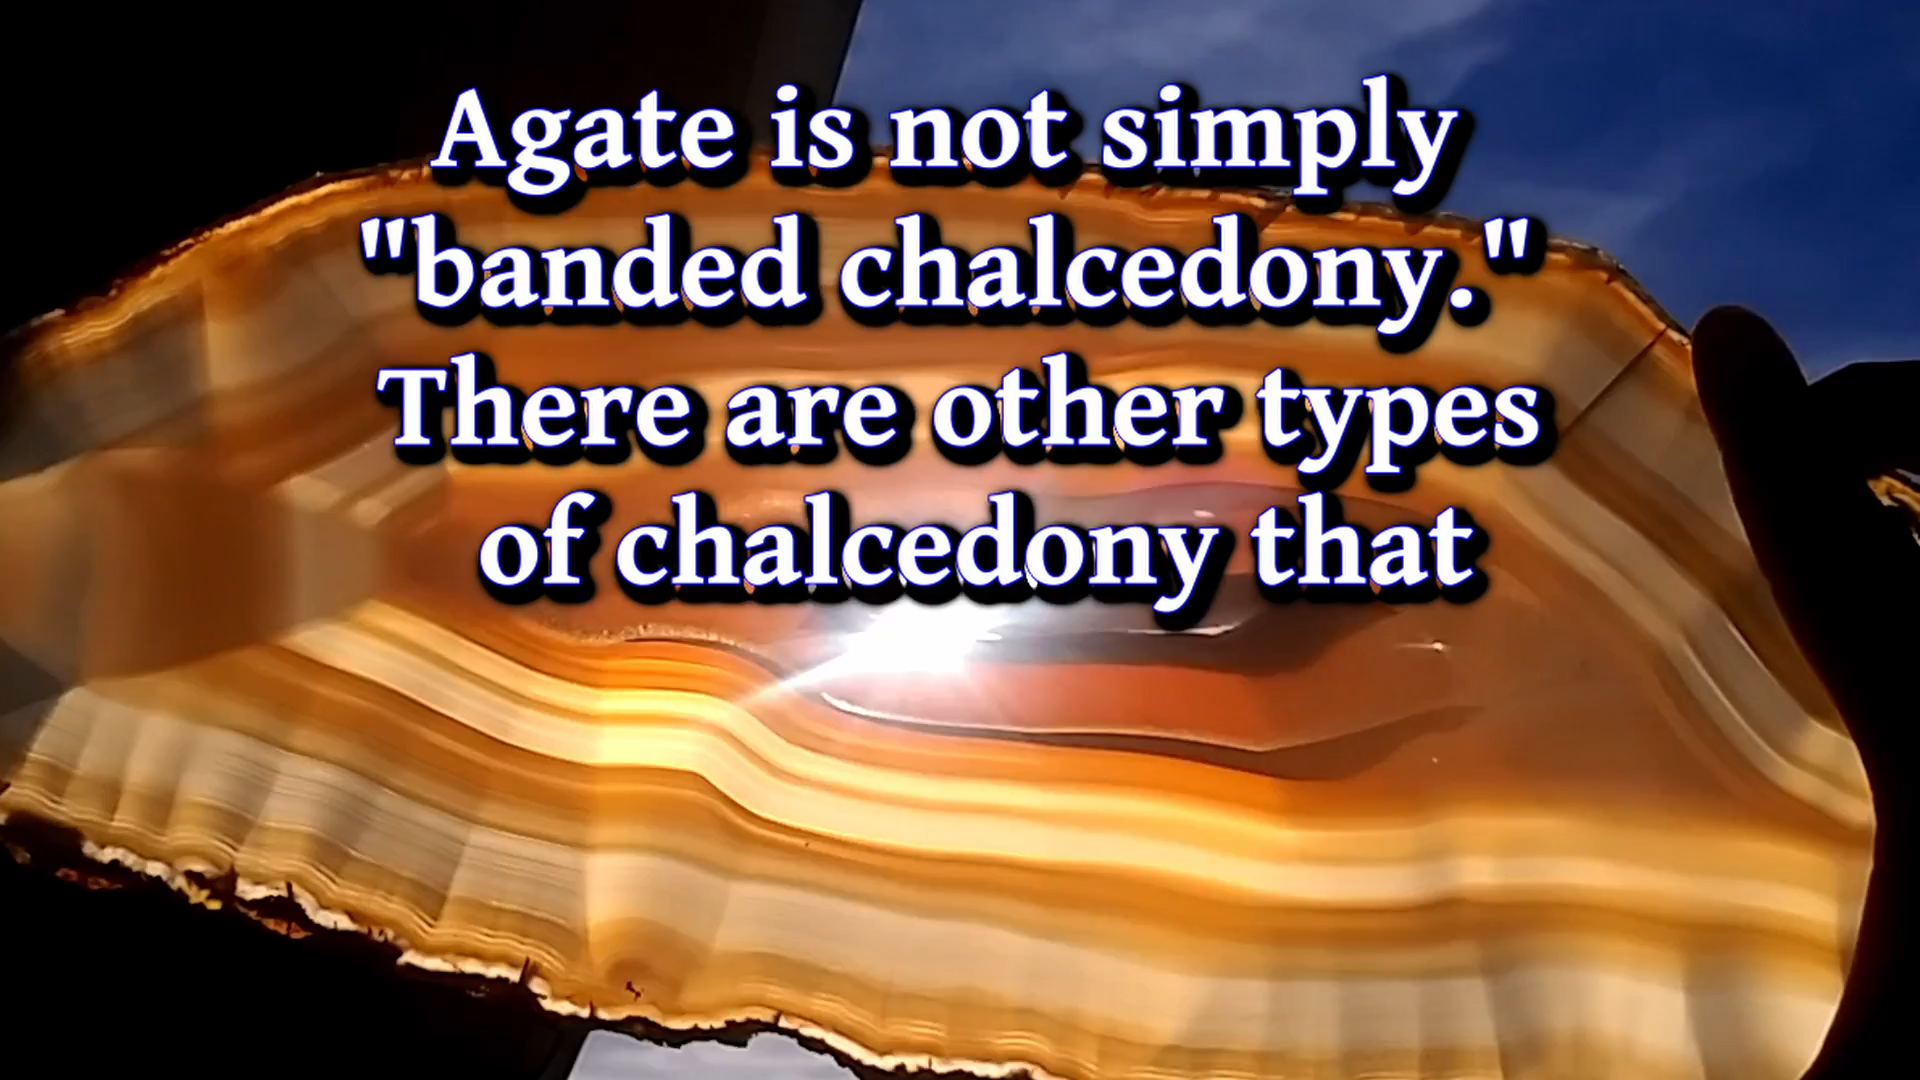 Agate is not simply
"banded chalcedony."
There are other types
of chalcedony that